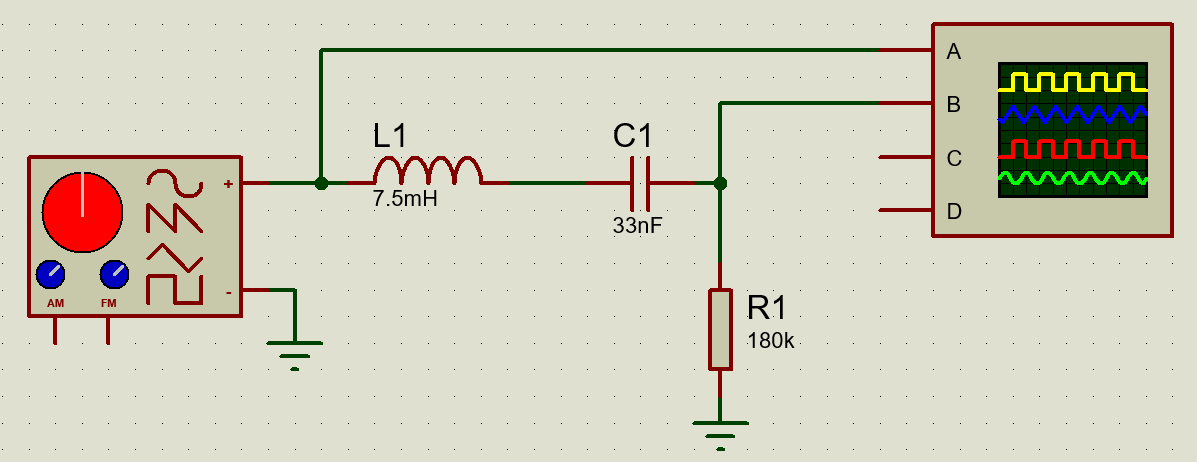 A
B
L1
C1
C
+
7.5mH
33nF
D
-
AM
FM
R1
180k